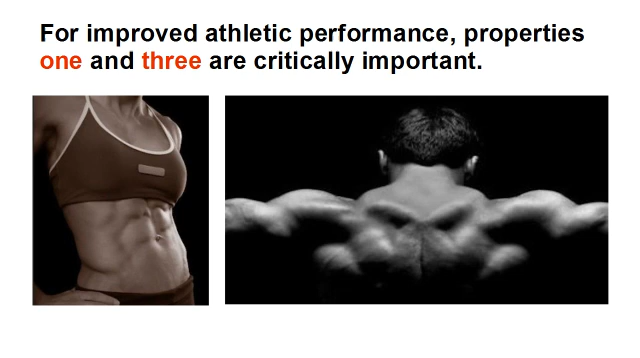 For improved athletic performance, properties
one and three are critically important.